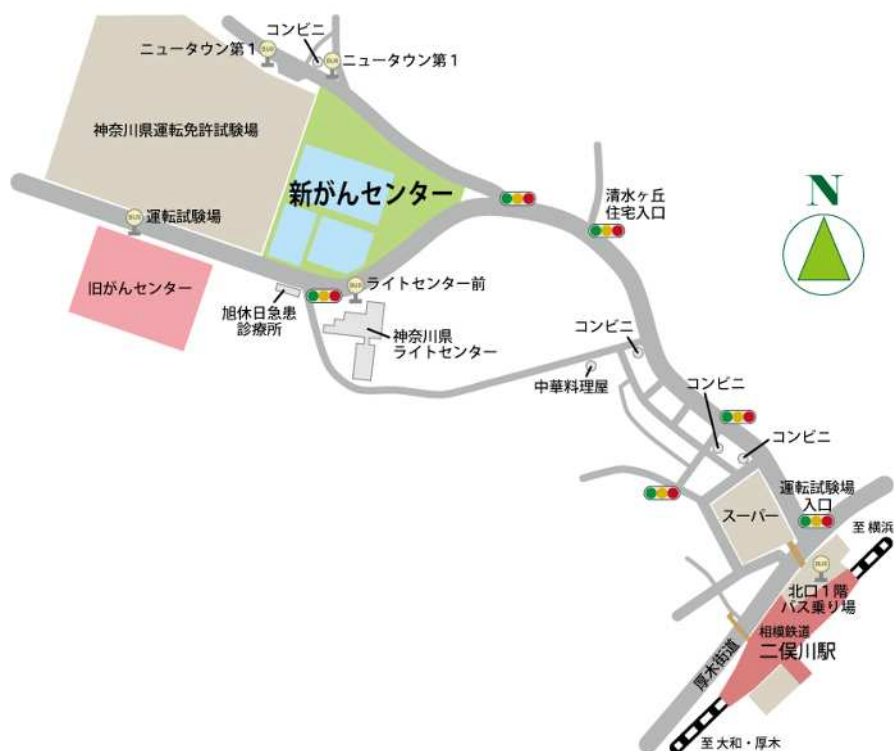 コンビニ
ニュータウン第1
BUS
BUS
ニュータウン第1
神奈川県運転免許試験場
新がんセンター
N
清水ヶ丘
住宅入口
BUS
運転試験場
旧がんセンター
旭休日急患
診療所
BUS
ライトセンター前
神奈川県
ライトセンター
コンビニ
中華料理屋
コンビニ
コンビニ
スーパー
運転試験場
入口
至 横浜
BUS
北口1階
バス乗り場
相模鉄道
二俣川駅
厚木街道
至 大和・厚木